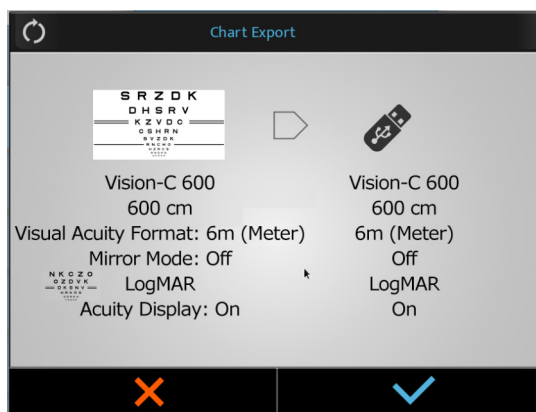 Chart Export
S R Z D K
D H S R V
K Z V D C
C S H R N
S V Z D K
R N C H O
Vision-C 600
600 cm
Visual Acuity Format: 6m (Meter)
Mirror Mode: Off
LogMAR
Acuity Display: On
N K C Z O
O Z D V K
Vision-C 600
600 cm
6m (Meter)
Off
LogMAR
On